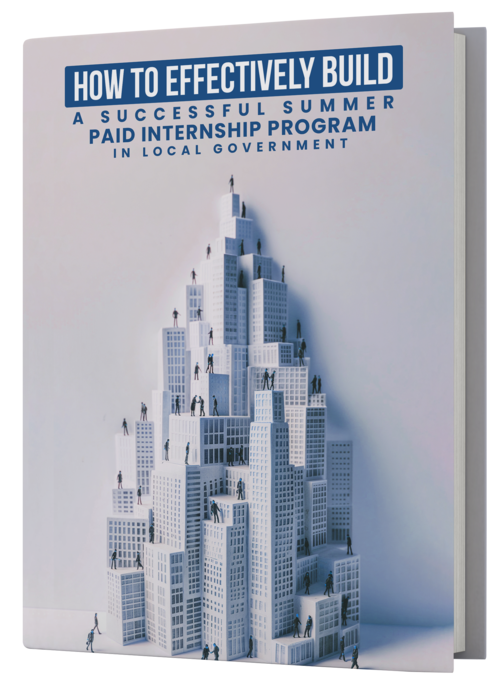 HOW TO EFFECTIVELY BUILD
A SUCCESSFUL SUMMER
PAID INTERNSHIP PROGRAM
IN LOCAL GOVERNMENT